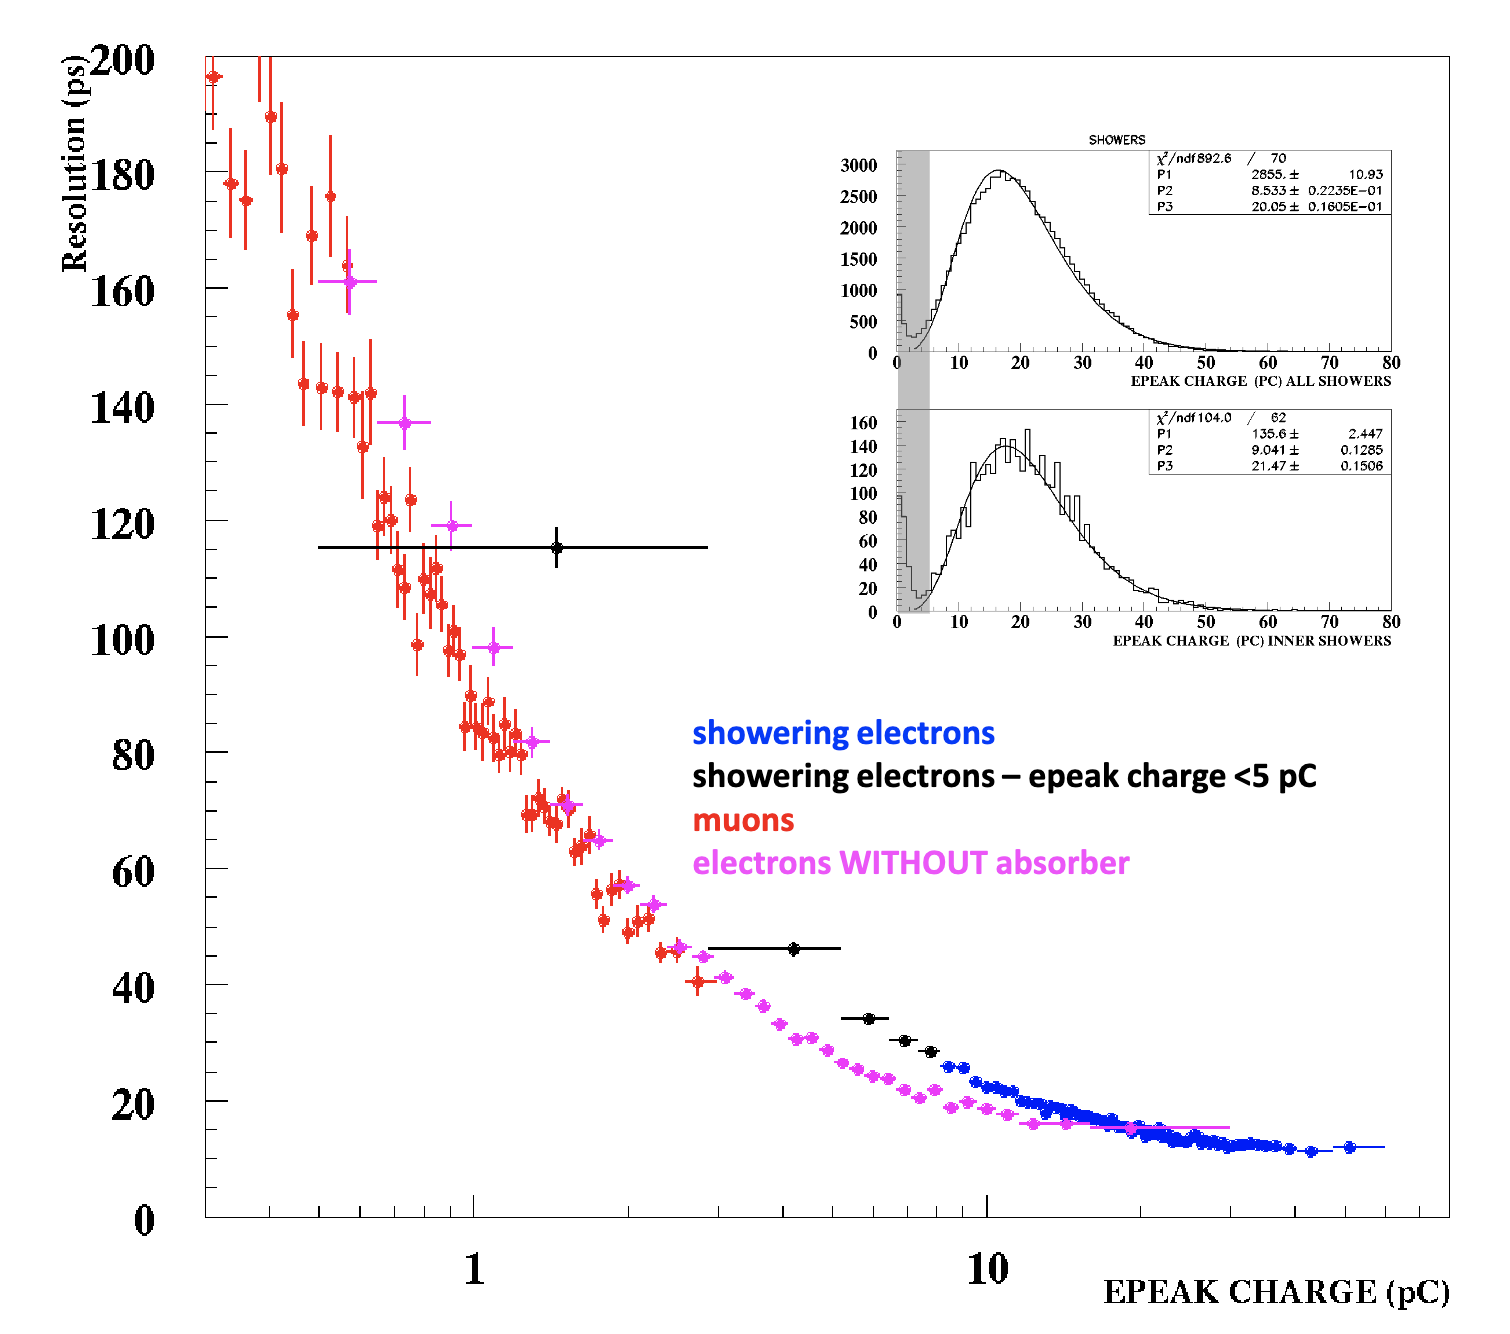 Resolution (ps)
200
180
160
140
120
100
80
60
40
20
0
1
10
EPEAK CHARGE (pC)
SHOWERS
χ²/ndf 892.6 / 70
P1 2855. ± 10.93
P2 8.533 ± 0.2235E-01
P3 20.05 ± 0.1605E-01
3000
2500
2000
1500
1000
500
0
0 10 20 30 40 50 60 70 80
EPEAK CHARGE (PC) ALL SHOWERS
χ²/ndf 104.0 / 62
P1 135.6 ± 2.447
P2 9.041 ± 0.1285
P3 21.47 ± 0.1506
160
140
120
100
80
60
40
20
0
0 10 20 30 40 50 60 70 80
EPEAK CHARGE (PC) INNER SHOWERS
showering electrons
showering electrons – epeak charge <5 pC
muons
electrons WITHOUT absorber